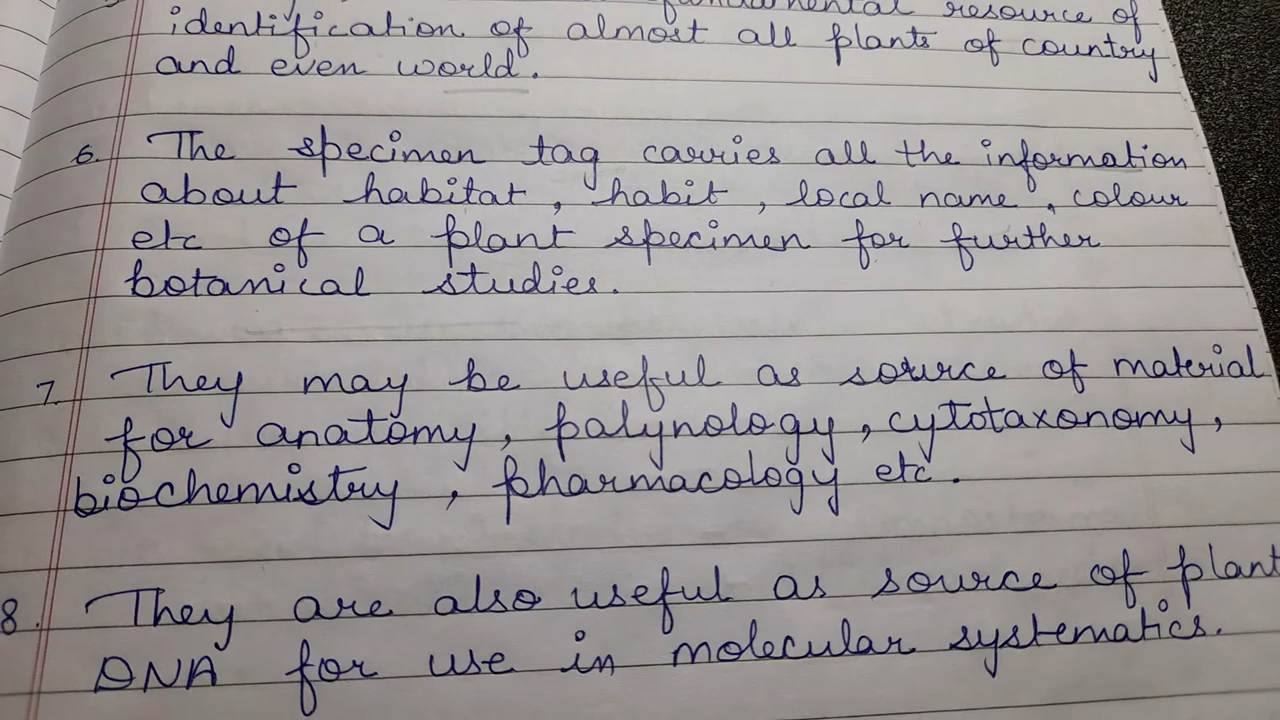 fundamental resource of
identification of almost all plants of country
and even world.
6. The specimen tag carries all the information
about habitat, habit, local name, colour
etc of a plant specimen for further
botanical studies.
7. They may be useful as source of material
for anatomy, palynology, cytotaxonomy,
biochemistry, pharmacology etc.
8. They are also useful as source of plant
DNA for use in molecular systematics.